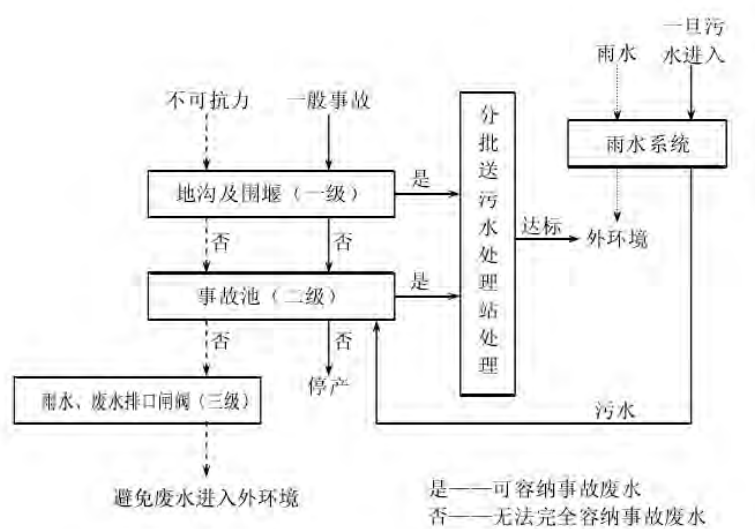 一旦污
水进入
雨水
不可抗力
一般事故
雨水系统
分批送污水处理站处理
地沟及围堰（一级）
是
达标
外环境
否
否
事故池（二级）
是
否
否
停产
雨水、废水排口闸阀（三级）
污水
避免废水进入外环境
是——可容纳事故废水
否——无法完全容纳事故废水